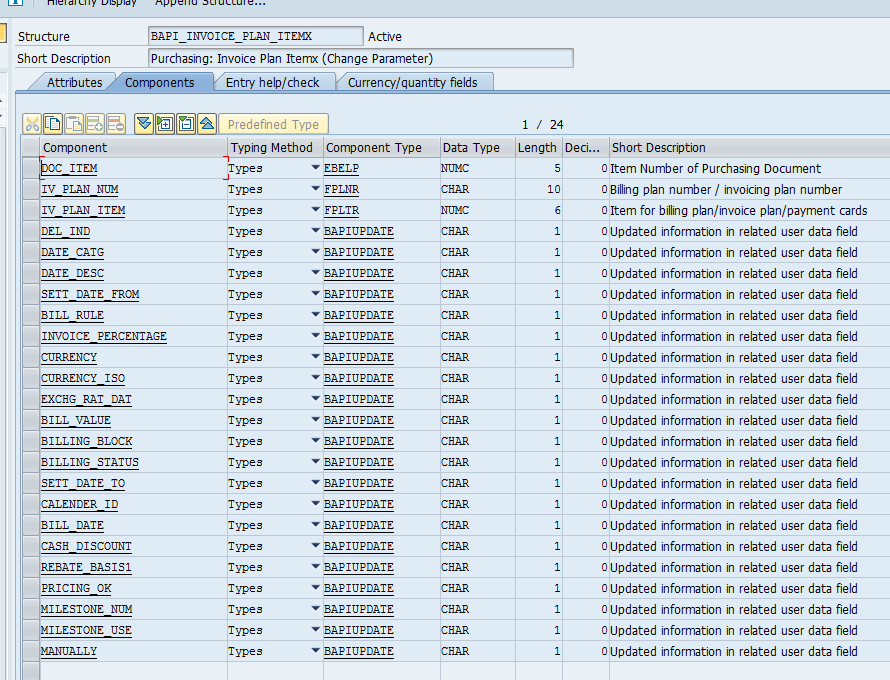 Hierarchy Display Append Structure...
Structure BAPI_INVOICE_PLAN_ITEMX Active
Short Description Purchasing: Invoice Plan Itemx (Change Parameter)
Attributes Components Entry help/check Currency/quantity fields
Predefined Type 1 / 24
Component Typing Method Component Type Data Type Length Deci... Short Description
DOC_ITEM Types EBELP NUMC 5 0 Item Number of Purchasing Document
IV_PLAN_NUM Types FPLNR CHAR 10 0 Billing plan number / invoicing plan number
IV_PLAN_ITEM Types FPLTR NUMC 6 0 Item for billing plan/invoice plan/payment cards
DEL_IND Types BAPIUPDATE CHAR 1 0 Updated information in related user data field
DATE_CATG Types BAPIUPDATE CHAR 1 0 Updated information in related user data field
DATE_DESC Types BAPIUPDATE CHAR 1 0 Updated information in related user data field
SETT_DATE_FROM Types BAPIUPDATE CHAR 1 0 Updated information in related user data field
BILL_RULE Types BAPIUPDATE CHAR 1 0 Updated information in related user data field
INVOICE_PERCENTAGE Types BAPIUPDATE CHAR 1 0 Updated information in related user data field
CURRENCY Types BAPIUPDATE CHAR 1 0 Updated information in related user data field
CURRENCY_ISO Types BAPIUPDATE CHAR 1 0 Updated information in related user data field
EXCHG_RAT_DAT Types BAPIUPDATE CHAR 1 0 Updated information in related user data field
BILL_VALUE Types BAPIUPDATE CHAR 1 0 Updated information in related user data field
BILLING_BLOCK Types BAPIUPDATE CHAR 1 0 Updated information in related user data field
BILLING_STATUS Types BAPIUPDATE CHAR 1 0 Updated information in related user data field
SETT_DATE_TO Types BAPIUPDATE CHAR 1 0 Updated information in related user data field
CALENDER_ID Types BAPIUPDATE CHAR 1 0 Updated information in related user data field
BILL_DATE Types BAPIUPDATE CHAR 1 0 Updated information in related user data field
CASH_DISCOUNT Types BAPIUPDATE CHAR 1 0 Updated information in related user data field
REBATE_BASIS1 Types BAPIUPDATE CHAR 1 0 Updated information in related user data field
PRICING_OK Types BAPIUPDATE CHAR 1 0 Updated information in related user data field
MILESTONE_NUM Types BAPIUPDATE CHAR 1 0 Updated information in related user data field
MILESTONE_USE Types BAPIUPDATE CHAR 1 0 Updated information in related user data field
MANUALLY Types BAPIUPDATE CHAR 1 0 Updated information in related user data field